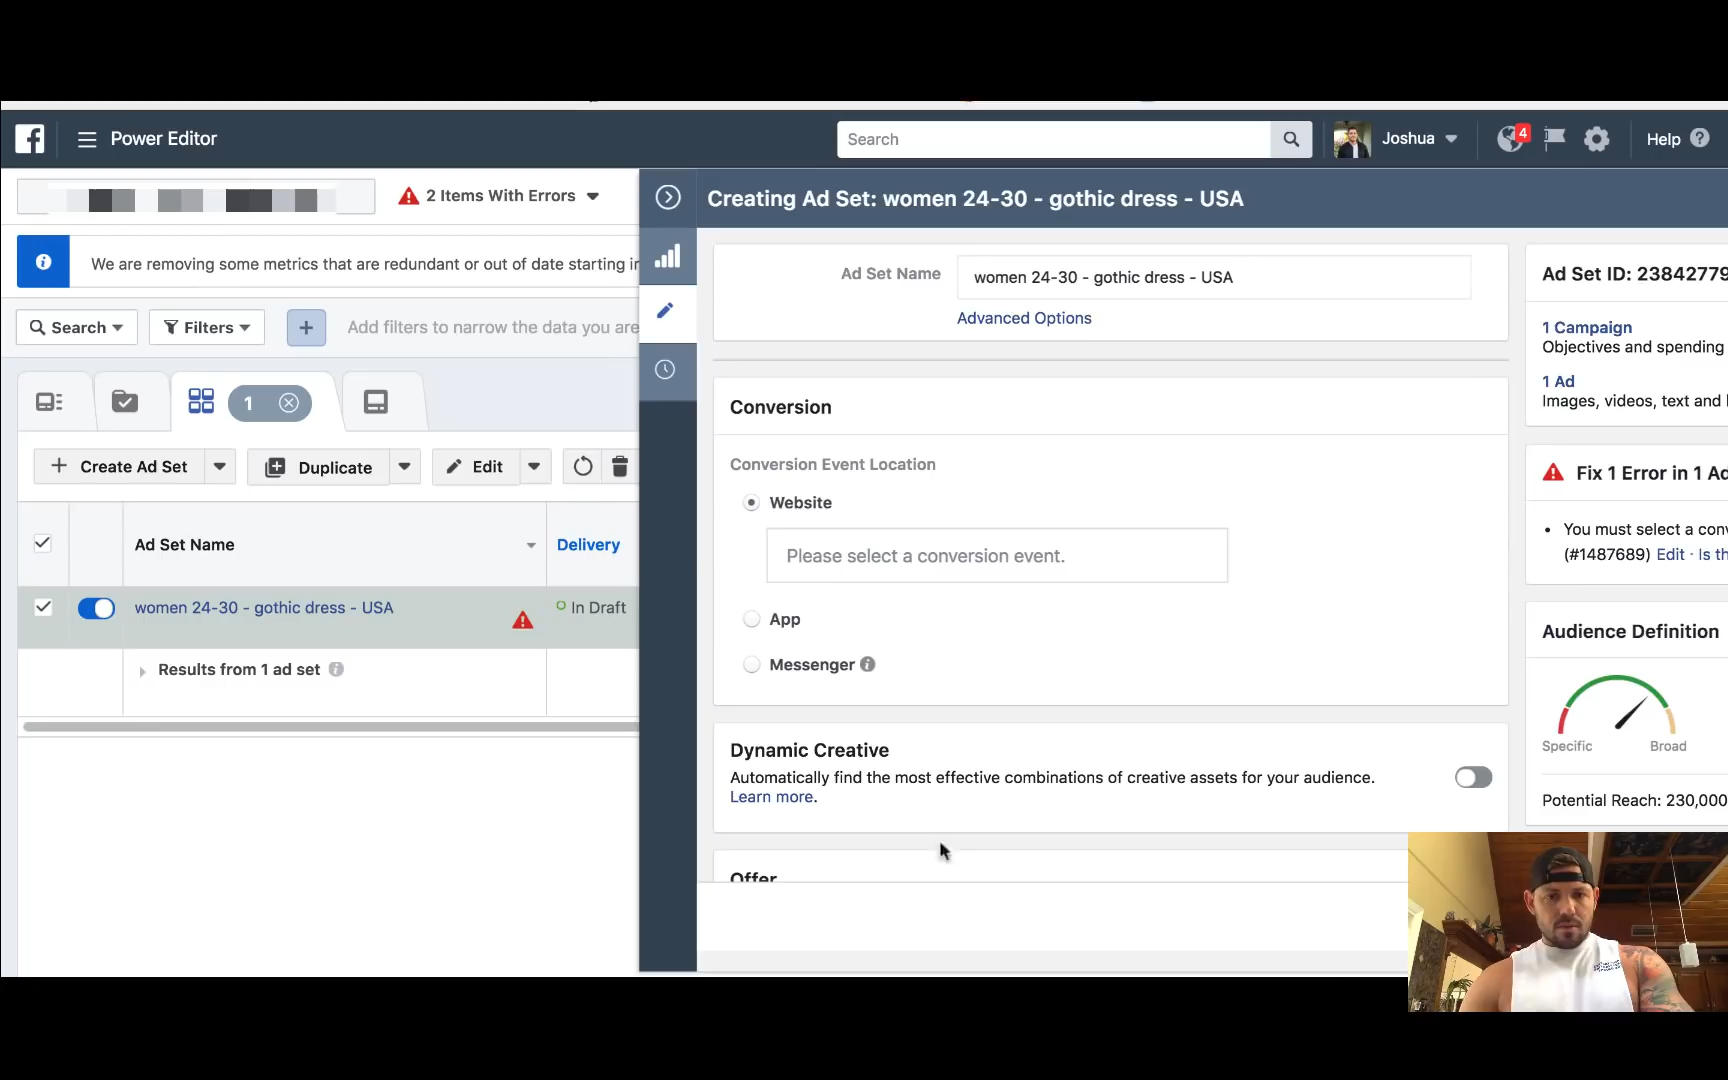 Power Editor
Search
Joshua
4
Help
2 Items With Errors
Creating Ad Set: women 24-30 - gothic dress - USA
We are removing some metrics that are redundant or out of date starting in
Ad Set Name
women 24-30 - gothic dress - USA
Advanced Options
Ad Set ID: 23842779
1 Campaign
Objectives and spending
1 Ad
Images, videos, text and
Search
Filters
Add filters to narrow the data you are
1
Conversion
Conversion Event Location
Website
Please select a conversion event.
App
Messenger
Create Ad Set
Duplicate
Edit
Fix 1 Error in 1 Ad
You must select a conv
(#1487689) Edit · Is th
Ad Set Name
Delivery
women 24-30 - gothic dress - USA
In Draft
Results from 1 ad set
Audience Definition
Specific
Broad
Potential Reach: 230,000
Dynamic Creative
Automatically find the most effective combinations of creative assets for your audience.
Learn more.
Offer